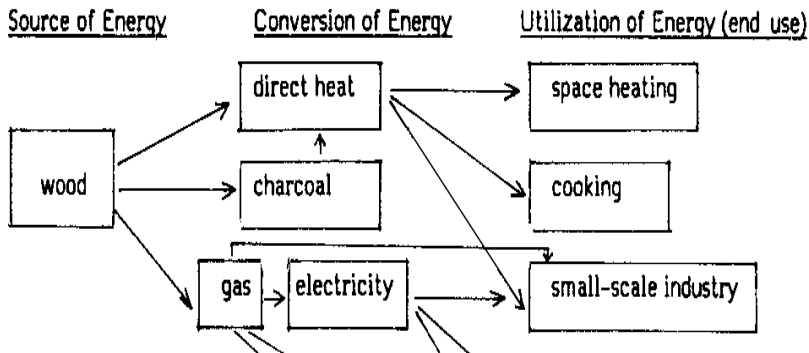 Source of Energy
Conversion of Energy
Utilization of Energy (end use)
direct heat
space heating
wood
charcoal
cooking
gas
electricity
small-scale industry